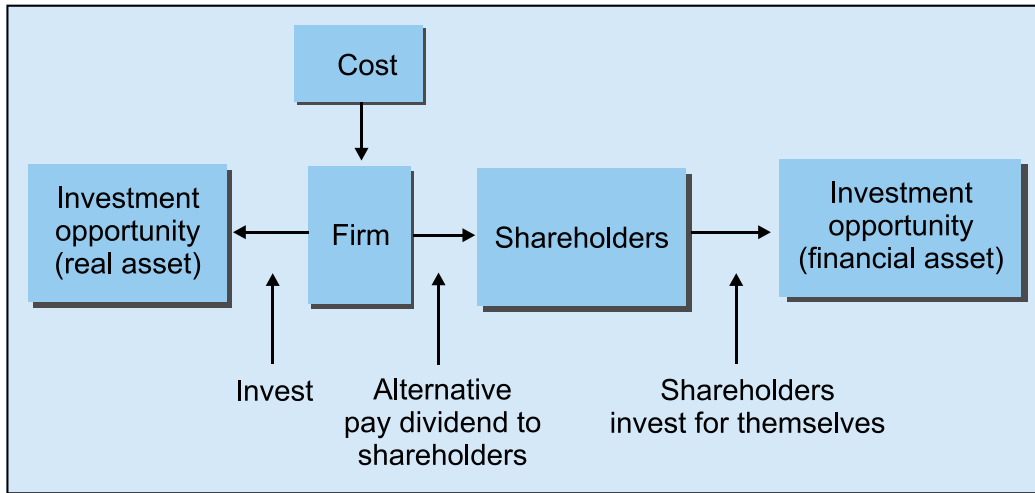 Cost
Investment
opportunity
(real asset)
Firm
Shareholders
Investment
opportunity
(financial asset)
Invest
Alternative
pay dividend to
shareholders
Shareholders
invest for themselves